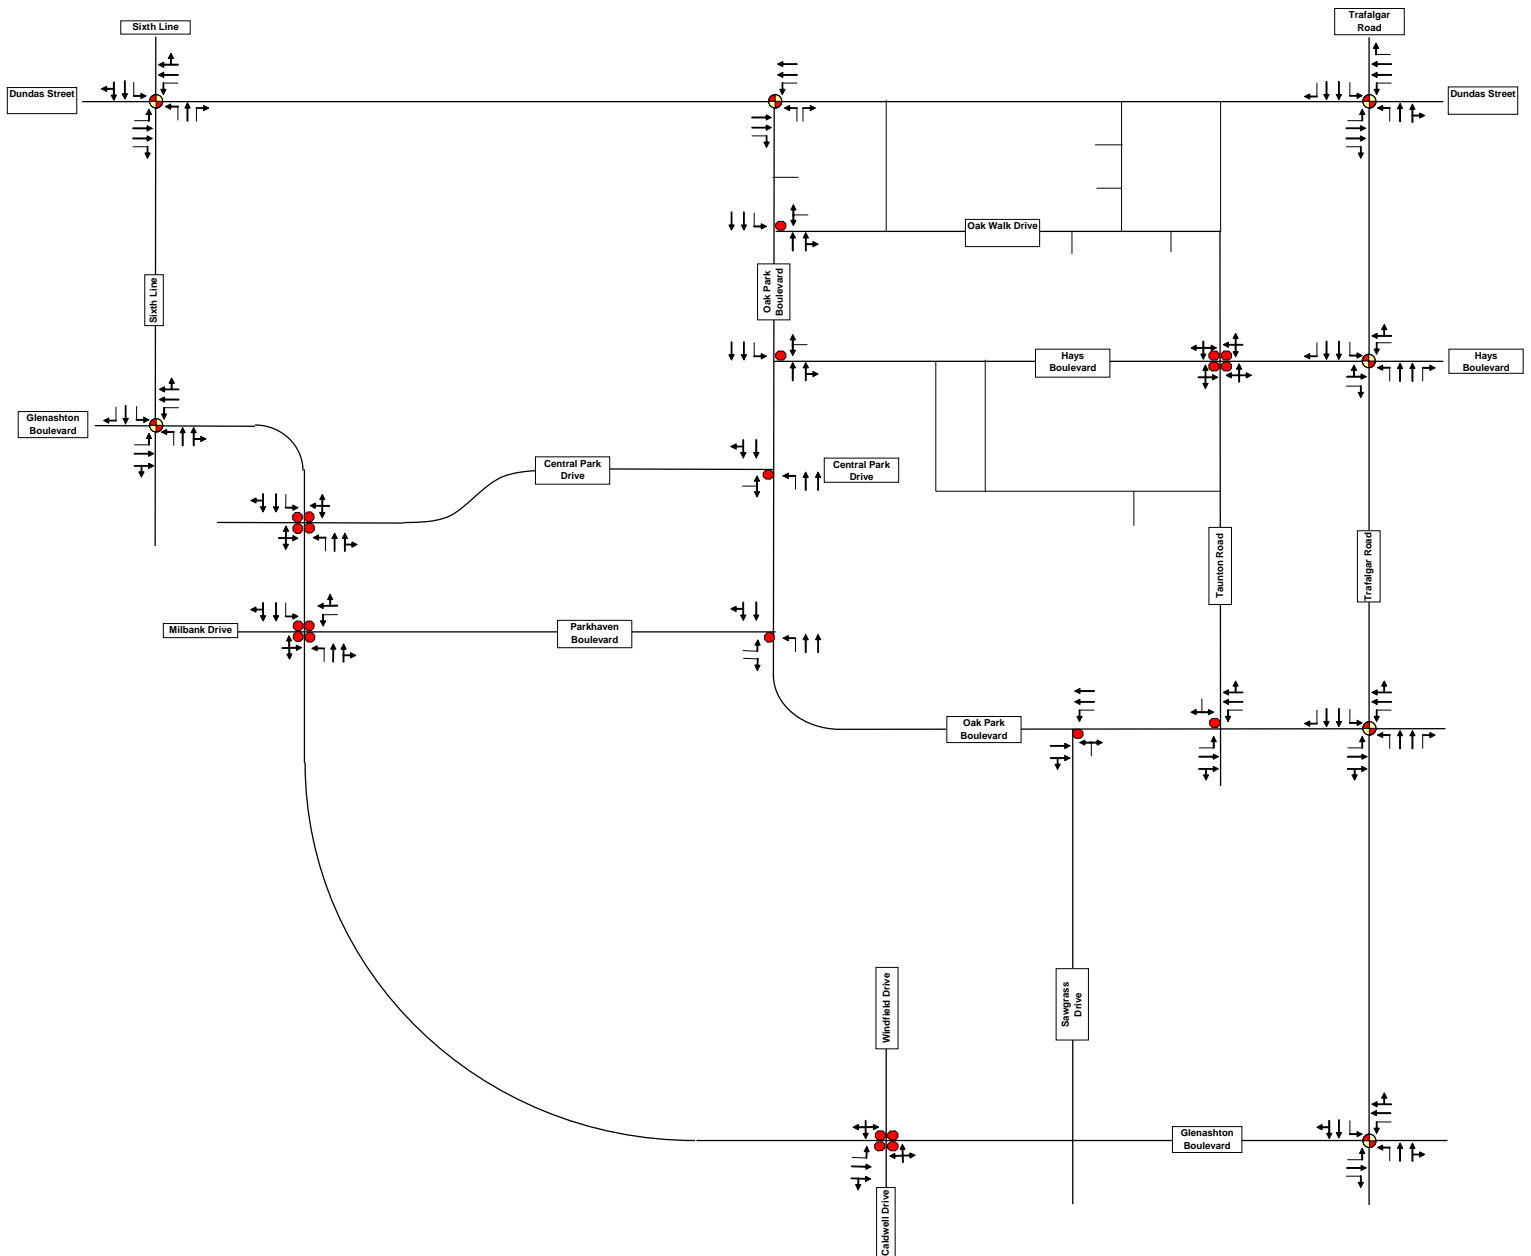 Sixth Line
Trafalgar
Road
Dundas Street
Dundas Street
Oak Walk Drive
Sixth Line
Oak Park
Boulevard
Hays
Boulevard
Hays
Boulevard
Glenashton
Boulevard
Central Park
Drive
Central Park
Drive
Taunton Road
Trafalgar Road
Milbank Drive
Parkhaven
Boulevard
Oak Park
Boulevard
Windfield Drive
Sawgrass
Drive
Glenashton
Boulevard
Caldwell Drive